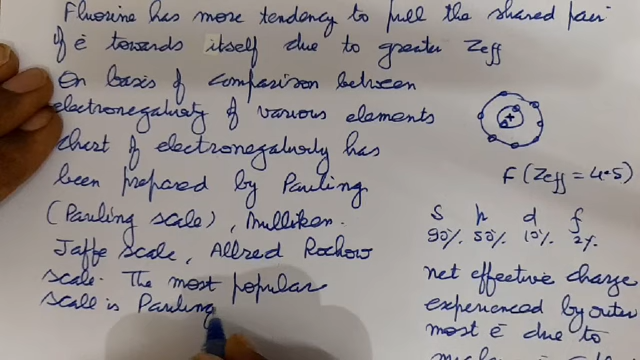 Fluorine has more tendency to pull the shared pair
of e towards itself due to greater Zeff
On basis of comparison between
electronegativity of various elements
chart of electronegativity has
been prepared by Pauling
(Pauling scale), Mulliken.
Jaffe scale, Allred Rochow
scale. The most popular
scale is Pauling
+
F (Zeff = 4.5)
S p d f
90% 50% 10% 2%
net effective charge
experienced by outer
most e due to